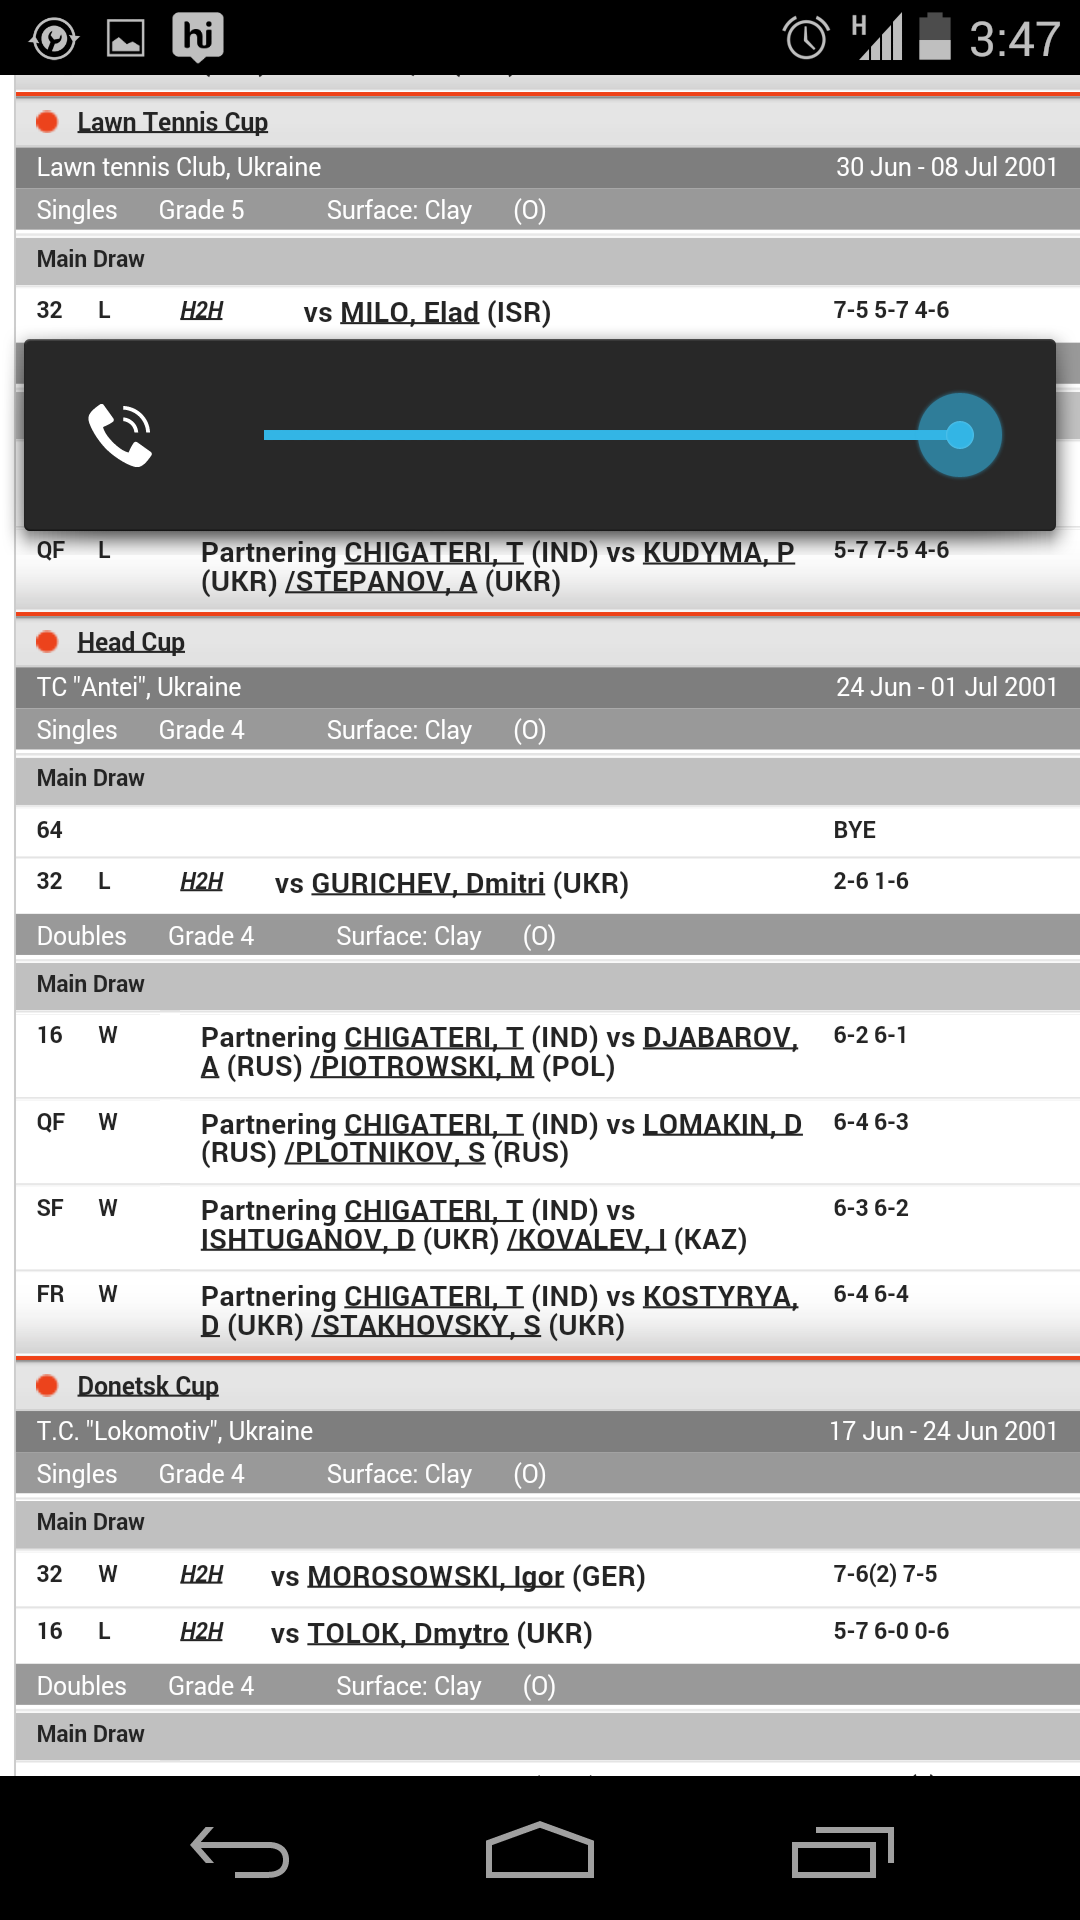 hi H 3:47
Lawn Tennis Cup
Lawn tennis Club, Ukraine 30 Jun - 08 Jul 2001
Singles Grade 5 Surface: Clay (O)
Main Draw
32 L H2H vs MILO, Elad (ISR) 7-5 5-7 4-6
QF L Partnering CHIGATERI, T (IND) vs KUDYMA, P 5-7 7-5 4-6
(UKR) /STEPANOV, A (UKR)
Head Cup
TC "Antei", Ukraine 24 Jun - 01 Jul 2001
Singles Grade 4 Surface: Clay (O)
Main Draw
64 BYE
32 L H2H vs GURICHEV, Dmitri (UKR) 2-6 1-6
Doubles Grade 4 Surface: Clay (O)
Main Draw
16 W Partnering CHIGATERI, T (IND) vs DJABAROV, 6-2 6-1
A (RUS) /PIOTROWSKI, M (POL)
QF W Partnering CHIGATERI, T (IND) vs LOMAKIN, D 6-4 6-3
(RUS) /PLOTNIKOV, S (RUS)
SF W Partnering CHIGATERI, T (IND) vs 6-3 6-2
ISHTUGANOV, D (UKR) /KOVALEV, I (KAZ)
FR W Partnering CHIGATERI, T (IND) vs KOSTYRYA, 6-4 6-4
D (UKR) /STAKHOVSKY, S (UKR)
Donetsk Cup
T.C. "Lokomotiv", Ukraine 17 Jun - 24 Jun 2001
Singles Grade 4 Surface: Clay (O)
Main Draw
32 W H2H vs MOROSOWSKI, Igor (GER) 7-6(2) 7-5
16 L H2H vs TOLOK, Dmytro (UKR) 5-7 6-0 0-6
Doubles Grade 4 Surface: Clay (O)
Main Draw